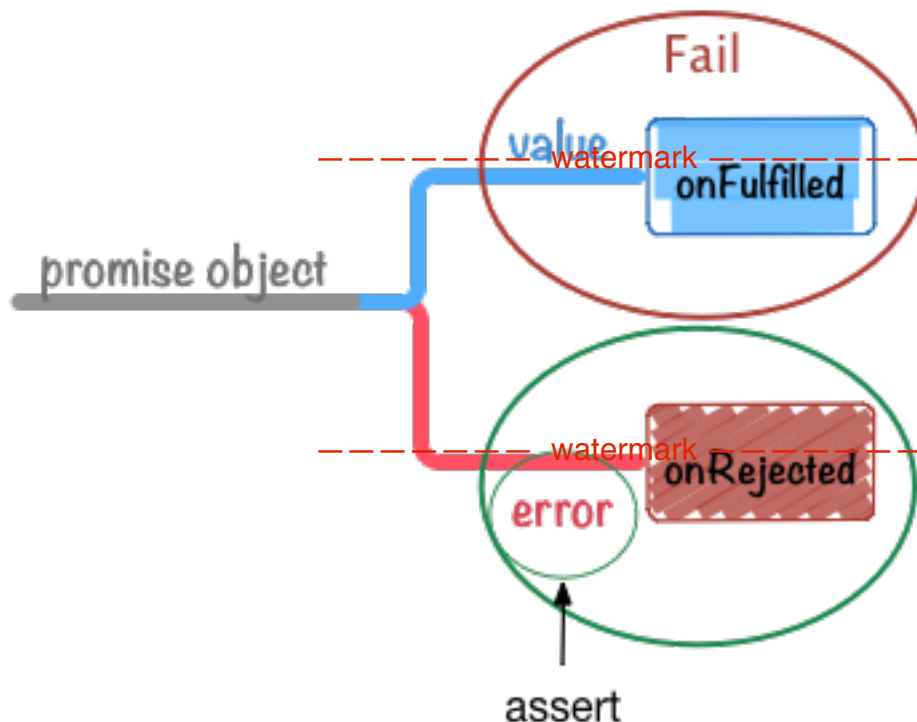 Fail
value
watermark
onFulfilled
promise object
watermark
onRejected
error
assert